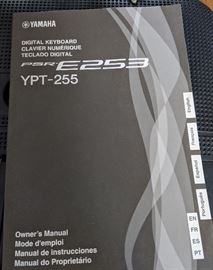 YAMAHA
DIGITAL KEYBOARD
CLAVIER NUMÉRIQUE
TECLADO DIGITAL
PSR E253
YPT-255
English
Français
Español
Português
EN
FR
ES
PT
Owner's Manual
Mode d'emploi
Manual de instrucciones
Manual do Proprietário